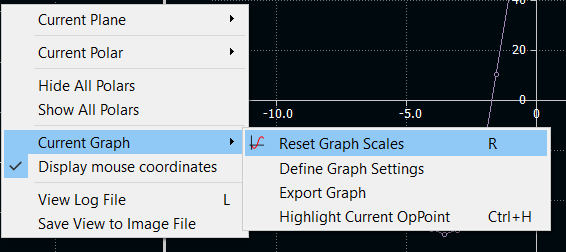 Current Plane
Current Polar
Hide All Polars
Show All Polars
Current Graph
Display mouse coordinates
View Log File L
Save View to Image File
Reset Graph Scales R
Define Graph Settings
Export Graph
Highlight Current OpPoint Ctrl+H
40
20
0
-10.0 -5.0 0